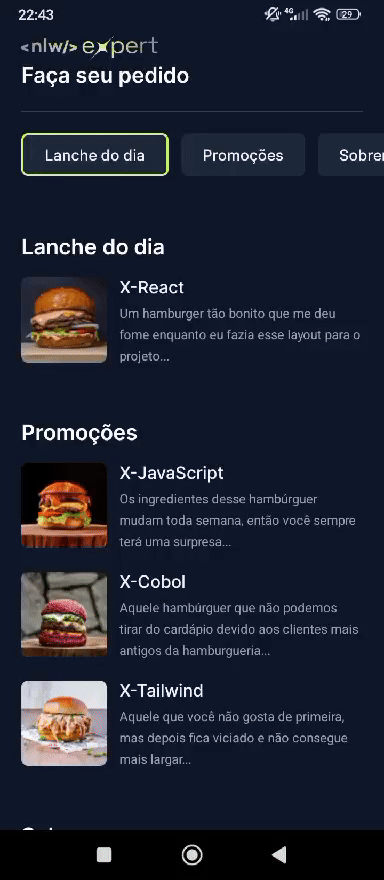 22:43
4G
29
<nlw/> expert
Faça seu pedido
Lanche do dia
Promoções
Sobre
Lanche do dia
X-React
Um hamburger tão bonito que me deu
fome enquanto eu fazia esse layout para o
projeto...
Promoções
X-JavaScript
Os ingredientes desse hambúrguer
mudam toda semana, então você sempre
terá uma surpresa...
X-Cobol
Aquele hambúrguer que não podemos
tirar do cardápio devido aos clientes mais
antigos da hamburgueria...
X-Tailwind
Aquele que você não gosta de primeira,
mas depois fica viciado e não consegue
mais largar...